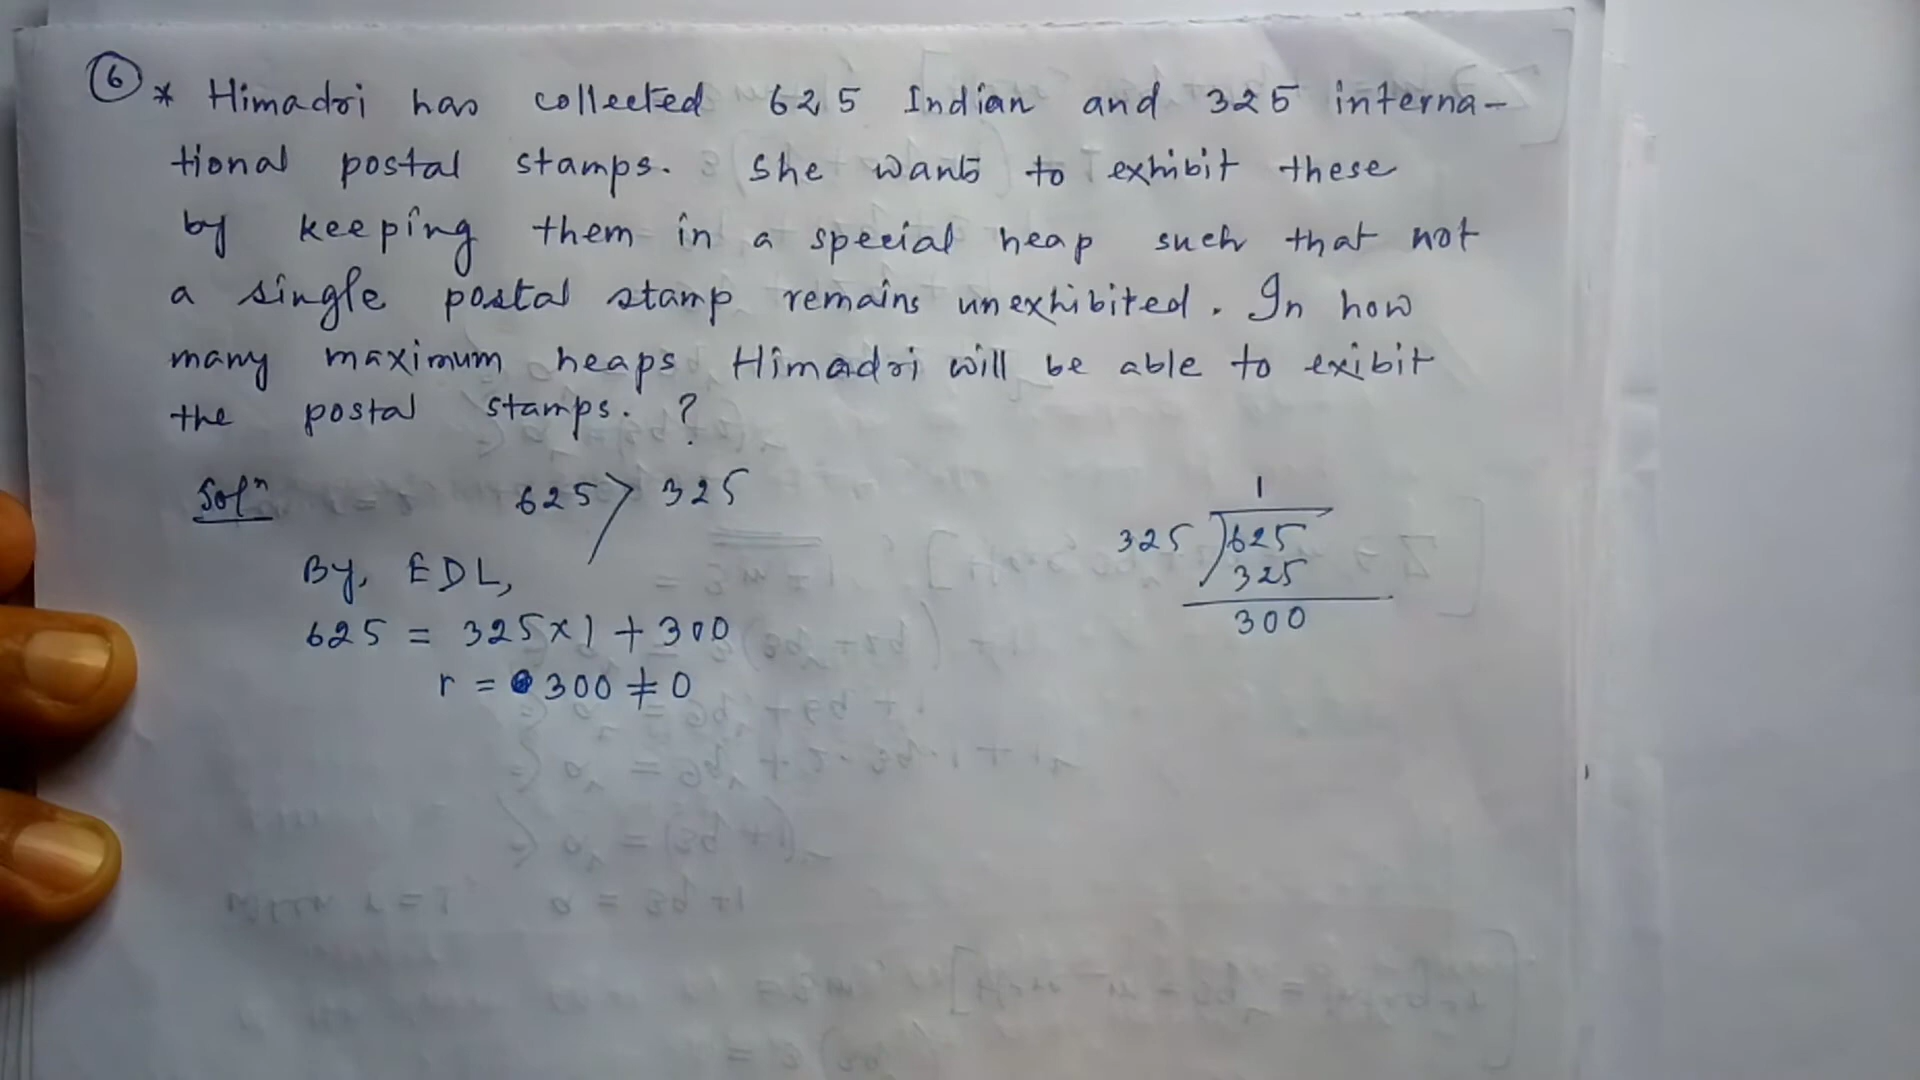 6 * Himadri has collected 625 Indian and 325 interna-
tional postal stamps. She wants to exhibit these
by keeping them in a special heap such that not
a single postal stamp remains unexhibited. In how
many maximum heaps Himadri will be able to exibit
the postal stamps. ?
Solⁿ 625 > 325
By, EDL,
625 = 325 × 1 + 300
r = 300 ≠ 0
1
325 ) 625
325
300